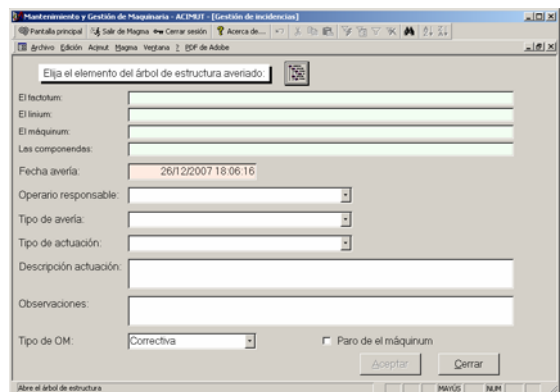 Mantenimiento y Gestión de Maquinaria - ACIMUT - [Gestión de incidencias]
Pantalla principal Salir de Magma Cerrar sesión Acerca de...
Archivo Edición Acimut Magma Ventana ? PDF de Adobe
Elija el elemento del árbol de estructura averiado:
El factotum:
El linium:
El máquinum:
Las componendas:
Fecha avería: 26/12/2007 18:06:16
Operario responsable:
Tipo de avería:
Tipo de actuación:
Descripción actuación:
Observaciones:
Tipo de OM: Correctiva Paro de el máquinum
Aceptar Cerrar
Abre el árbol de estructura MAYÚS NUM